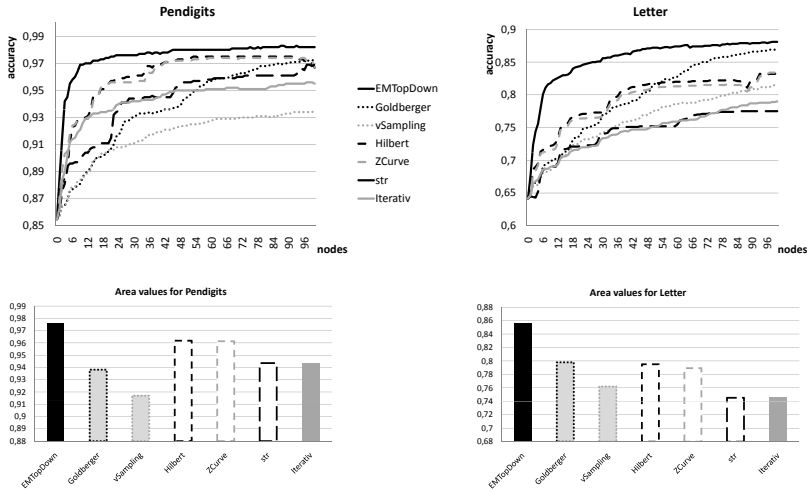 Pendigits
accuracy
0,99
0,97
0,95
0,93
0,91
0,89
0,87
0,85
0 6 12 18 24 30 36 42 48 54 60 66 72 78 84 90 96
nodes
EMTopDown
Goldberger
vSampling
Hilbert
ZCurve
str
Iterativ
Letter
accuracy
0,9
0,85
0,8
0,75
0,7
0,65
0,6
0 6 12 18 24 30 36 42 48 54 60 66 72 78 84 90 96
nodes
Area values for Pendigits
0,99
0,98
0,97
0,96
0,95
0,94
0,93
0,92
0,91
0,9
0,89
0,88
EMTopDown
Goldberger
vSampling
Hilbert
ZCurve
str
Iterativ
Area values for Letter
0,88
0,86
0,84
0,82
0,8
0,78
0,76
0,74
0,72
0,7
0,68
EMTopDown
Goldberger
vSampling
Hilbert
ZCurve
str
Iterativ